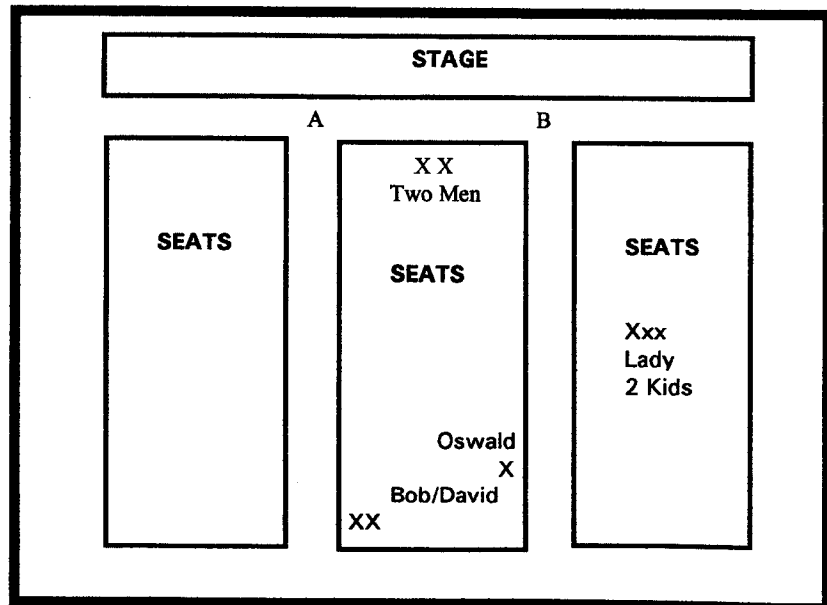 STAGE
A B
X X
Two Men
SEATS
SEATS
SEATS
Xxx
Lady
2 Kids
Oswald
X
Bob/David
XX